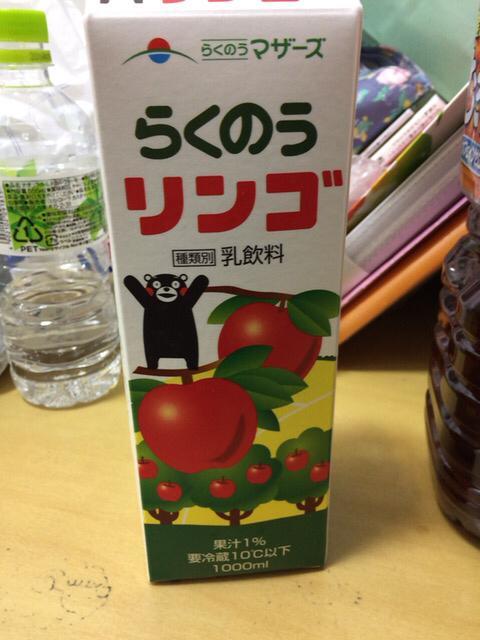 らくのうマザーズ
らくのう
リンゴ
種類別 乳飲料
果汁1%
要冷蔵10℃以下
1000ml
PET